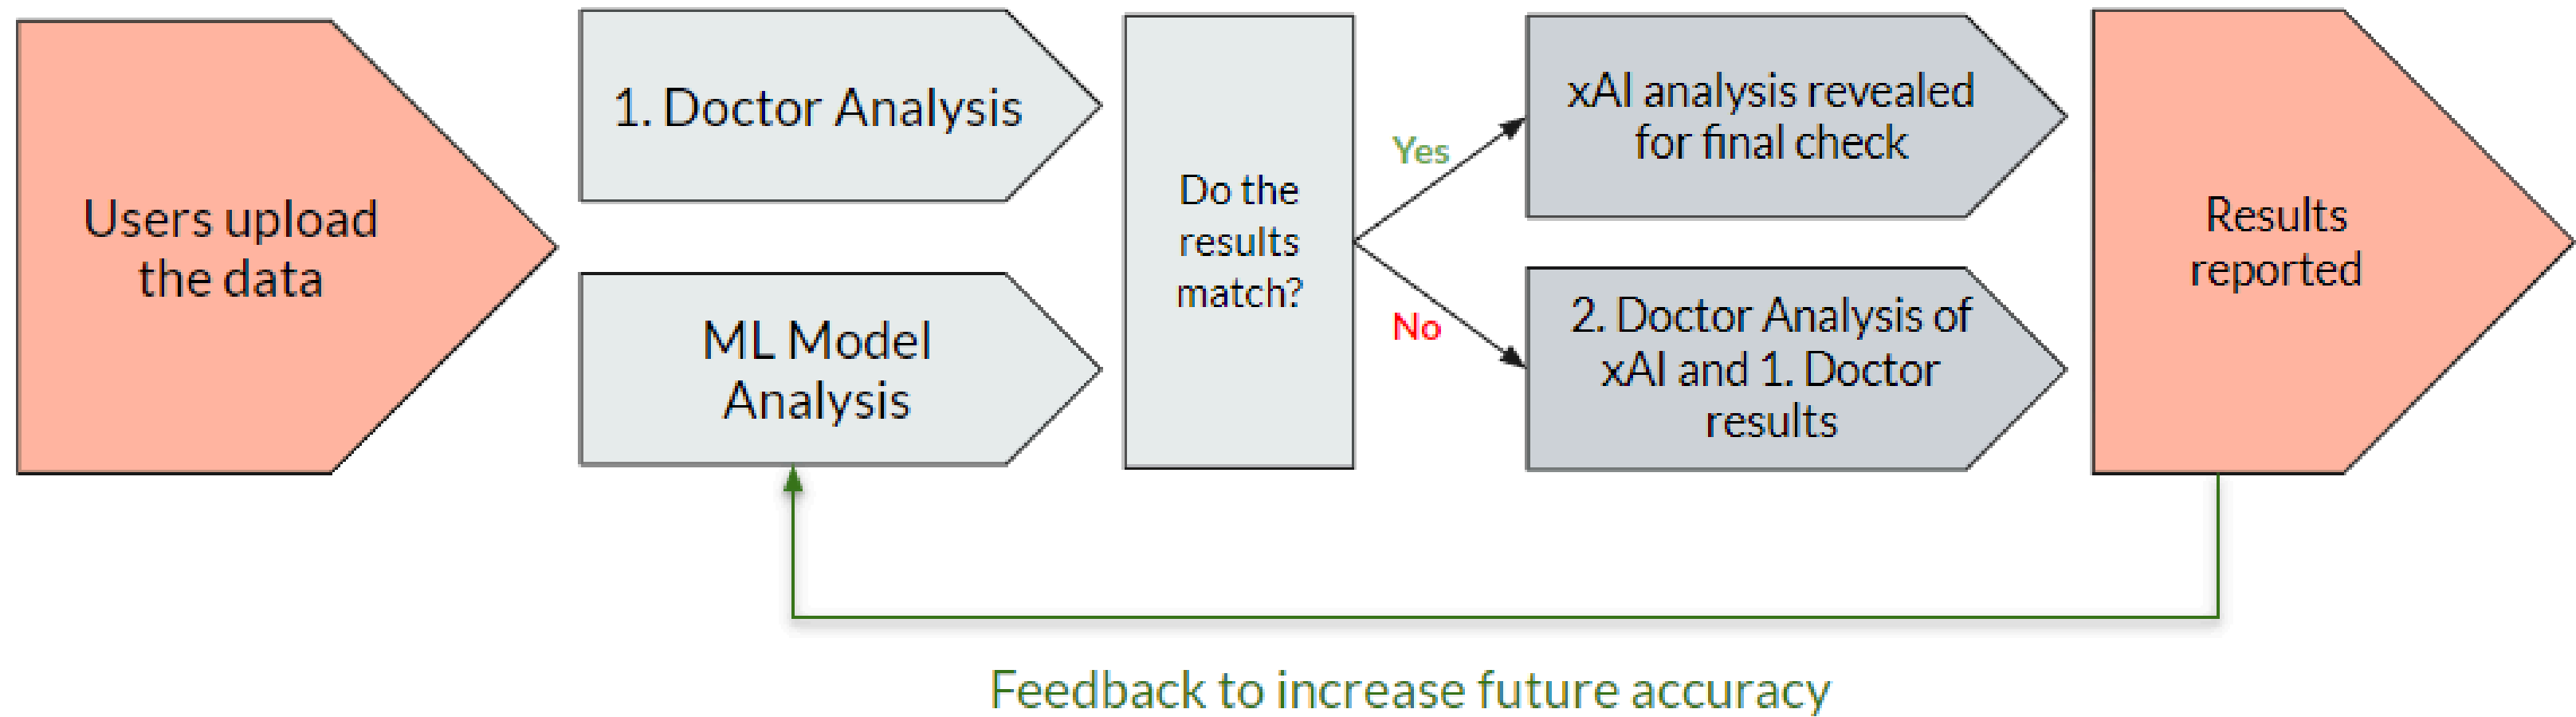 Users upload
the data
1. Doctor Analysis
ML Model
Analysis
Do the
results
match?
Yes
No
xAI analysis revealed
for final check
2. Doctor Analysis of
xAI and 1. Doctor
results
Results
reported
Feedback to increase future accuracy